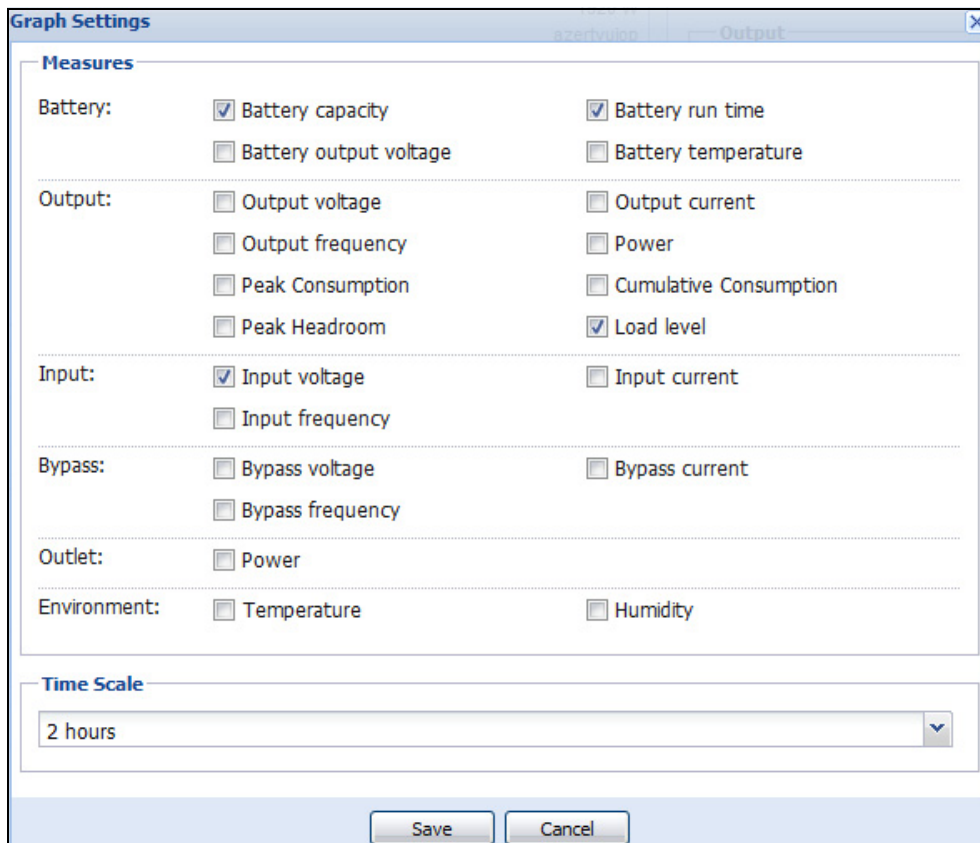 Graph Settings
azertyuiop Output
Measures
Battery: Battery capacity Battery run time
Battery output voltage Battery temperature
Output: Output voltage Output current
Output frequency Power
Peak Consumption Cumulative Consumption
Peak Headroom Load level
Input: Input voltage Input current
Input frequency
Bypass: Bypass voltage Bypass current
Bypass frequency
Outlet: Power
Environment: Temperature Humidity
Time Scale
2 hours
Save Cancel